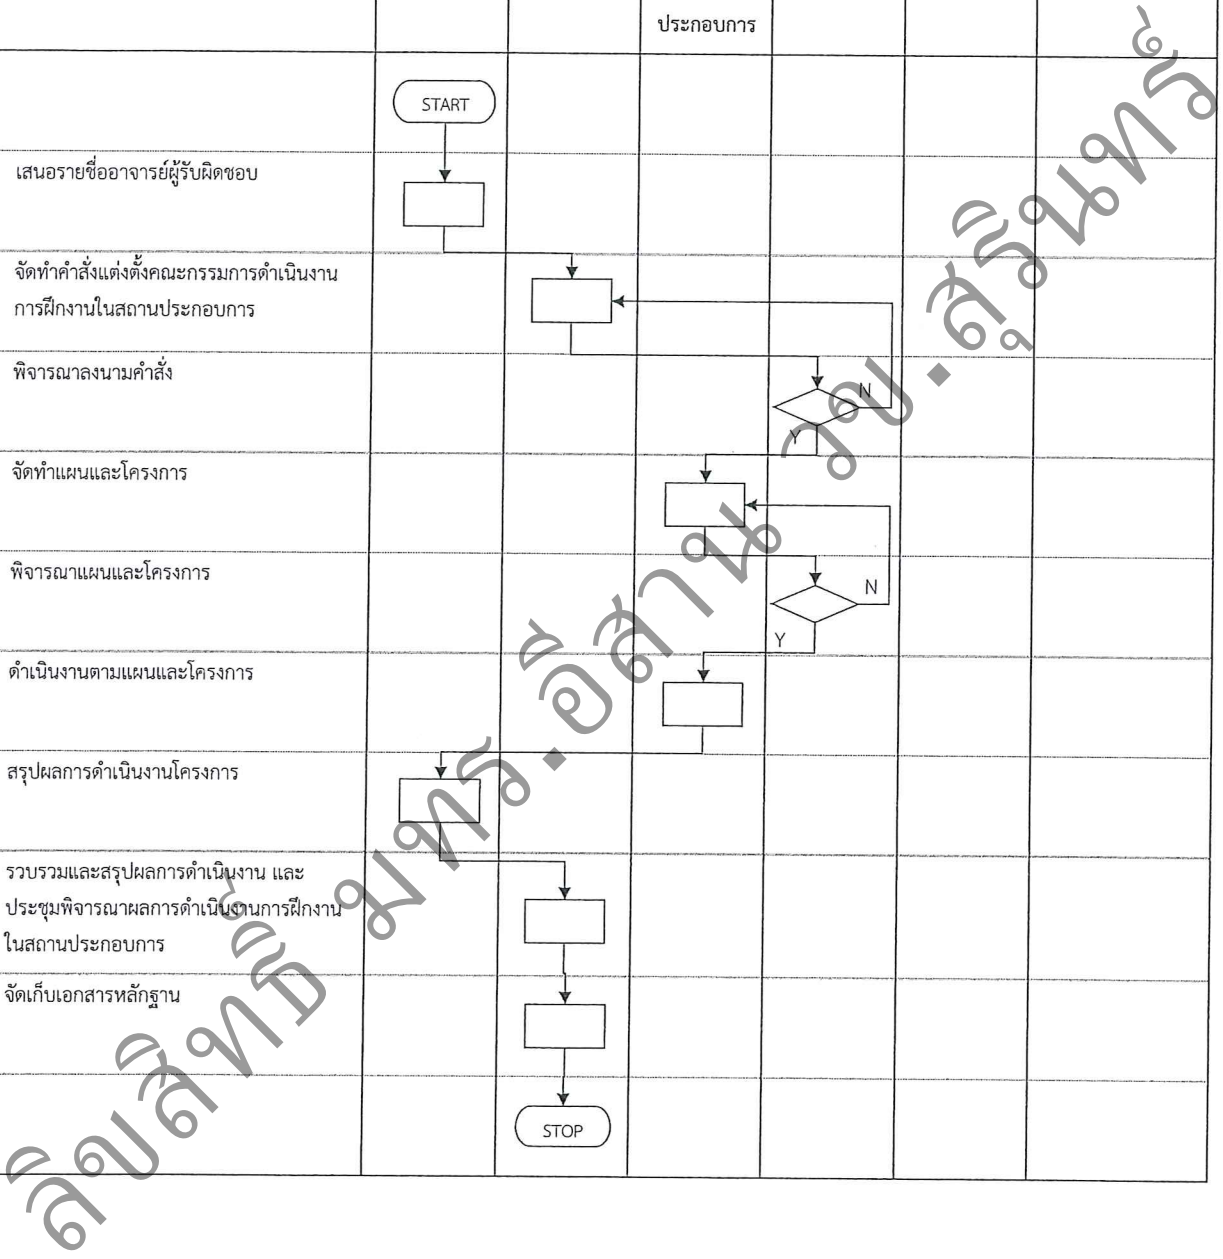 ประกอบการ
START
เสนอรายชื่ออาจารย์ผู้รับผิดชอบ
จัดทำคำสั่งแต่งตั้งคณะกรรมการดำเนินงาน
การฝึกงานในสถานประกอบการ
พิจารณาลงนามคำสั่ง
N
Y
จัดทำแผนและโครงการ
พิจารณาแผนและโครงการ
N
Y
ดำเนินงานตามแผนและโครงการ
สรุปผลการดำเนินงานโครงการ
รวบรวมและสรุปผลการดำเนินงาน และ
ประชุมพิจารณาผลการดำเนินงานการฝึกงาน
ในสถานประกอบการ
จัดเก็บเอกสารหลักฐาน
STOP
ลิขสิทธิ์ มทร.อีสาน วข.สุรินทร์